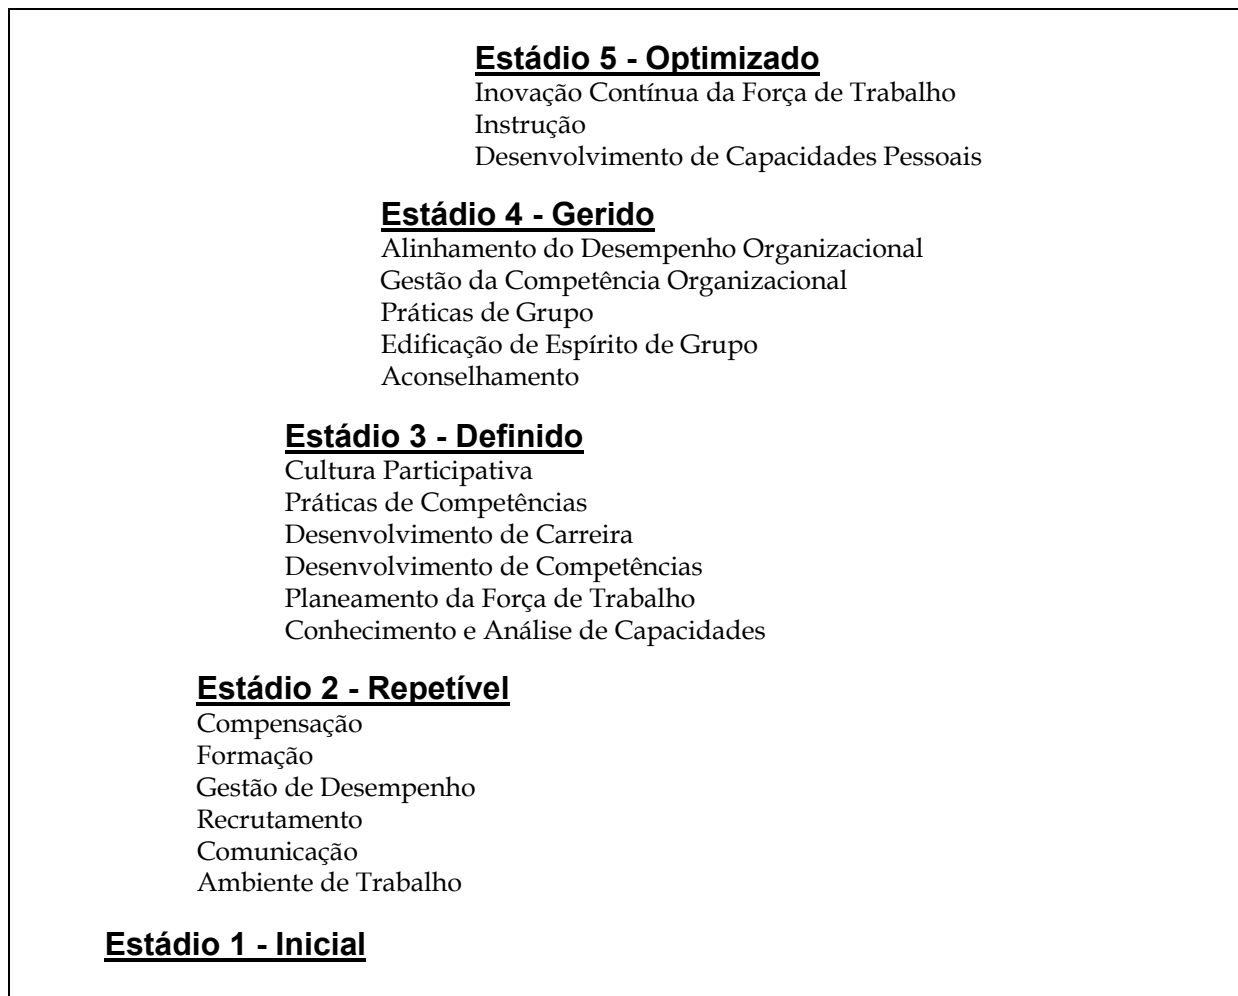 Estádio 5 - Optimizado
Inovação Contínua da Força de Trabalho
Instrução
Desenvolvimento de Capacidades Pessoais
Estádio 4 - Gerido
Alinhamento do Desempenho Organizacional
Gestão da Competência Organizacional
Práticas de Grupo
Edificação de Espírito de Grupo
Aconselhamento
Estádio 3 - Definido
Cultura Participativa
Práticas de Competências
Desenvolvimento de Carreira
Desenvolvimento de Competências
Planeamento da Força de Trabalho
Conhecimento e Análise de Capacidades
Estádio 2 - Repetível
Compensação
Formação
Gestão de Desempenho
Recrutamento
Comunicação
Ambiente de Trabalho
Estádio 1 - Inicial